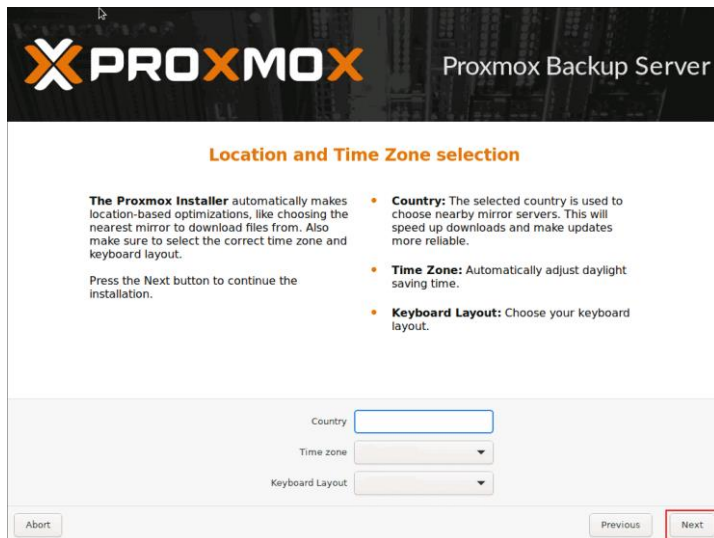 PROXMOX
Proxmox Backup Server
Location and Time Zone selection
The Proxmox Installer automatically makes
location-based optimizations, like choosing the
nearest mirror to download files from. Also
make sure to select the correct time zone and
keyboard layout.
Press the Next button to continue the
installation.
• Country: The selected country is used to
choose nearby mirror servers. This will
speed up downloads and make updates
more reliable.
• Time Zone: Automatically adjust daylight
saving time.
• Keyboard Layout: Choose your keyboard
layout.
Country
Time zone
Keyboard Layout
Abort
Previous
Next